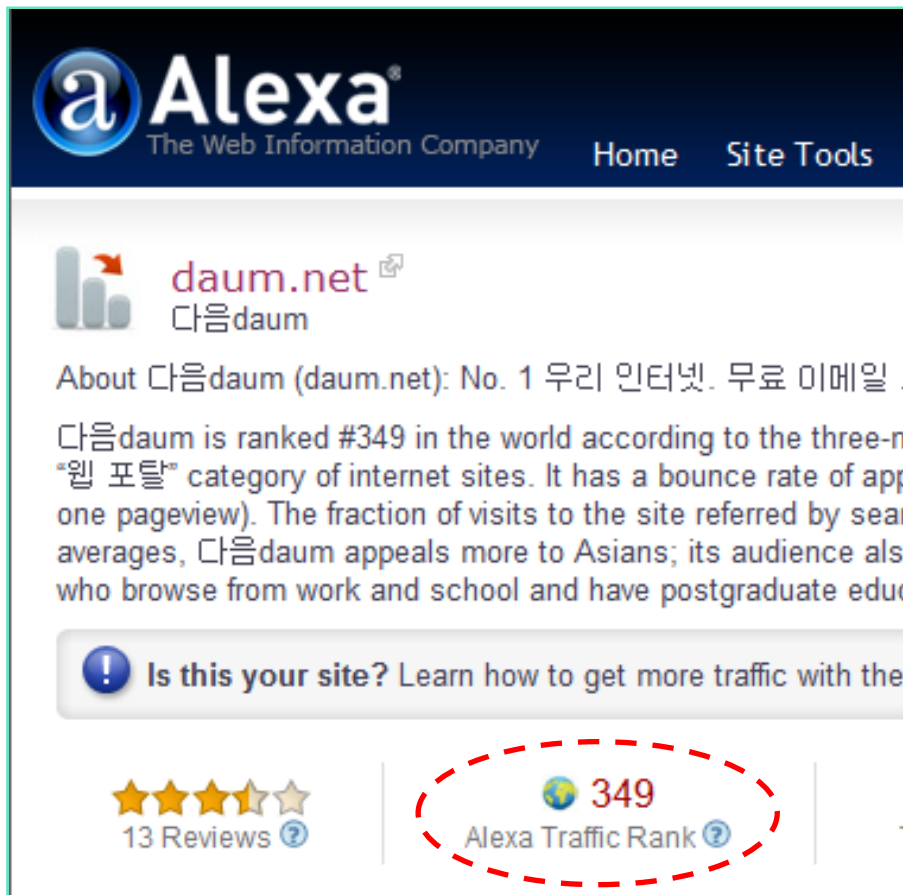 Alexa®
The Web Information Company
Home Site Tools
daum.net
다음daum
About 다음daum (daum.net): No. 1 우리 인터넷. 무료 이메일
다음daum is ranked #349 in the world according to the three-
“웹 포탈” category of internet sites. It has a bounce rate of
one pageview). The fraction of visits to the site referred by
averages, 다음daum appeals more to Asians; its audience
who browse from work and school and have postgraduate
Is this your site? Learn how to get more traffic with the
349
13 Reviews ?
Alexa Traffic Rank ?